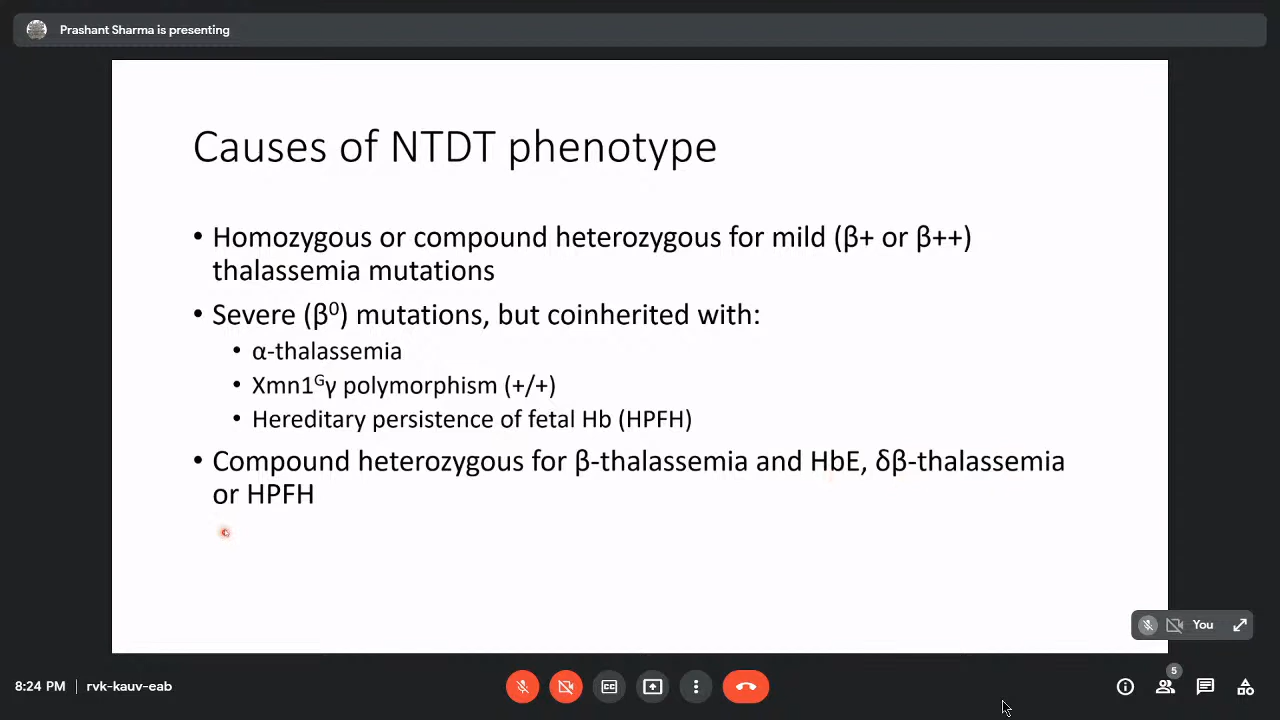 Prashant Sharma is presenting
Causes of NTDT phenotype
• Homozygous or compound heterozygous for mild (β+ or β++)
thalassemia mutations
• Severe (β⁰) mutations, but coinherited with:
• α-thalassemia
• Xmn1ᴳγ polymorphism (+/+)
• Hereditary persistence of fetal Hb (HPFH)
• Compound heterozygous for β-thalassemia and HbE, δβ-thalassemia
or HPFH
You
8:24 PM | rvk-kauv-eab
CC
5